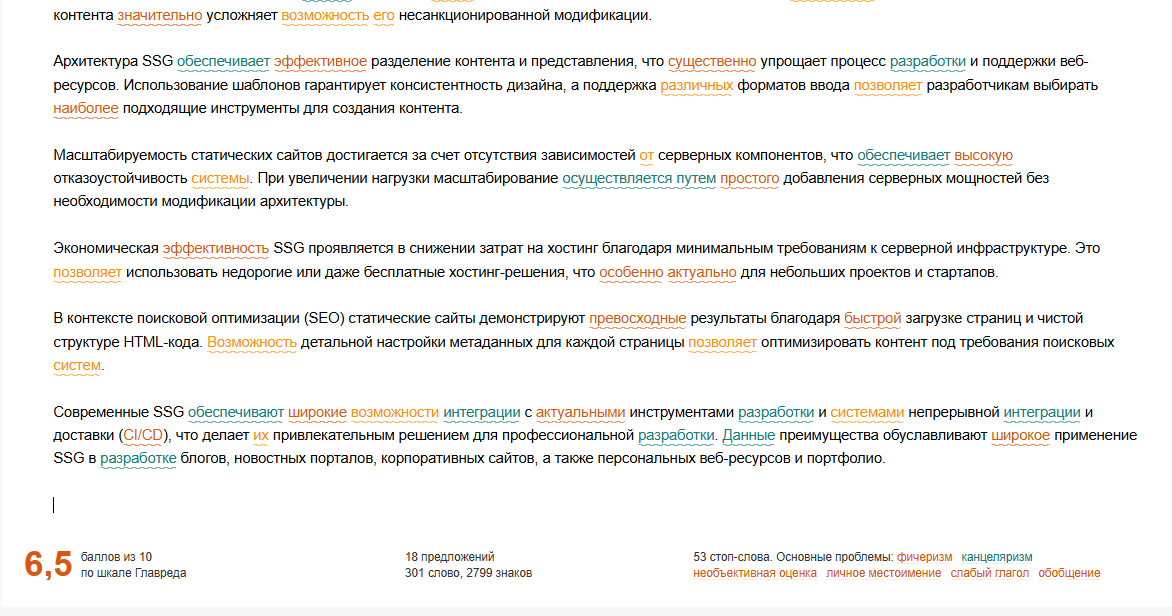 контента значительно усложняет возможность его несанкционированной модификации.
Архитектура SSG обеспечивает эффективное разделение контента и представления, что существенно упрощает процесс разработки и поддержки веб-
ресурсов. Использование шаблонов гарантирует консистентность дизайна, а поддержка различных форматов ввода позволяет разработчикам выбирать
наиболее подходящие инструменты для создания контента.
Масштабируемость статических сайтов достигается за счет отсутствия зависимостей от серверных компонентов, что обеспечивает высокую
отказоустойчивость системы. При увеличении нагрузки масштабирование осуществляется путем простого добавления серверных мощностей без
необходимости модификации архитектуры.
Экономическая эффективность SSG проявляется в снижении затрат на хостинг благодаря минимальным требованиям к серверной инфраструктуре. Это
позволяет использовать недорогие или даже бесплатные хостинг-решения, что особенно актуально для небольших проектов и стартапов.
В контексте поисковой оптимизации (SEO) статические сайты демонстрируют превосходные результаты благодаря быстрой загрузке страниц и чистой
структуре HTML-кода. Возможность детальной настройки метаданных для каждой страницы позволяет оптимизировать контент под требования поисковых
систем.
Современные SSG обеспечивают широкие возможности интеграции с актуальными инструментами разработки и системами непрерывной интеграции и
доставки (CI/CD), что делает их привлекательным решением для профессиональной разработки. Данные преимущества обуславливают широкое применение
SSG в разработке блогов, новостных порталов, корпоративных сайтов, а также персональных веб-ресурсов и портфолио.
6,5 баллов из 10 18 предложений 53 стоп-слова. Основные проблемы: фичеризм канцеляризм
по шкале Главреда 301 слово, 2799 знаков необъективная оценка личное местоимение слабый глагол обобщение